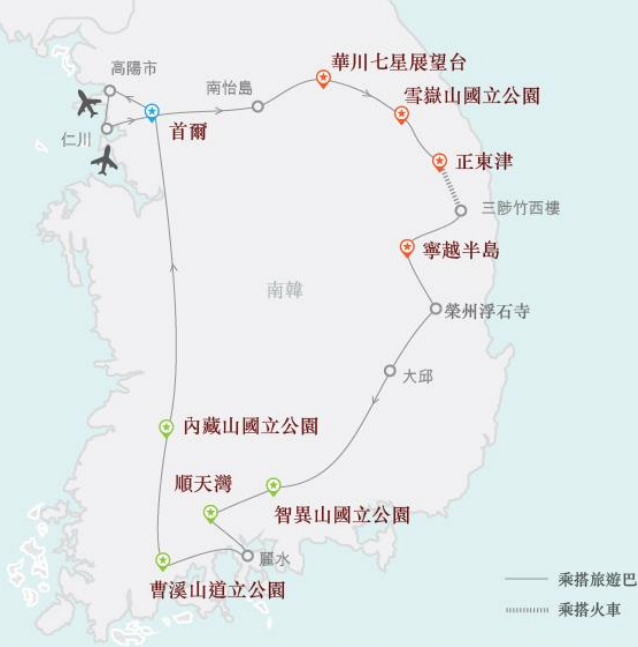 華川七星展望台
高陽市
南怡島
雪嶽山國立公園
仁川
首爾
正東津
三陟竹西樓
寧越半島
南韓
榮州浮石寺
大邱
內藏山國立公園
順天灣
智異山國立公園
麗水
曹溪山道立公園
乘搭旅遊巴
乘搭火車